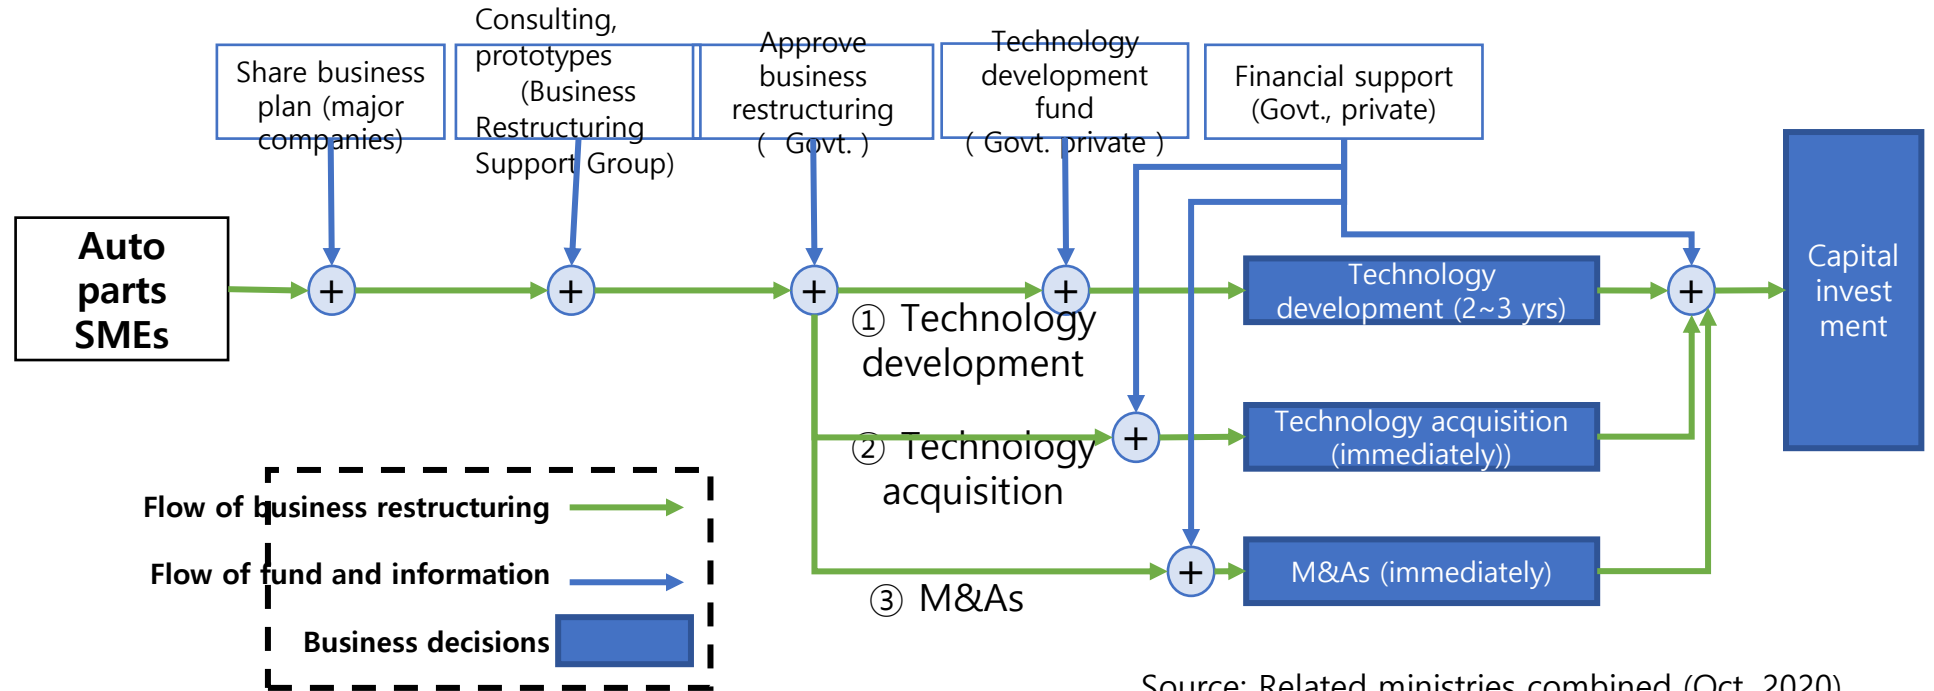 Share business
plan (major
companies)
Consulting,
prototypes
(Business
Restructuring
Support Group)
Approve
business
restructuring
( Govt. )
Technology
development
fund
( Govt. private )
Financial support
(Govt., private)
Auto
parts
SMEs
+
+
+
+
+
① Technology
development
Technology
development (2~3 yrs)
Capital
invest
ment
② Technology
acquisition
+
Technology acquisition
(immediately))
③ M&As
+
M&As (immediately)
Flow of business restructuring
Flow of fund and information
Business decisions
Source: Related ministries combined (Oct. 2020)